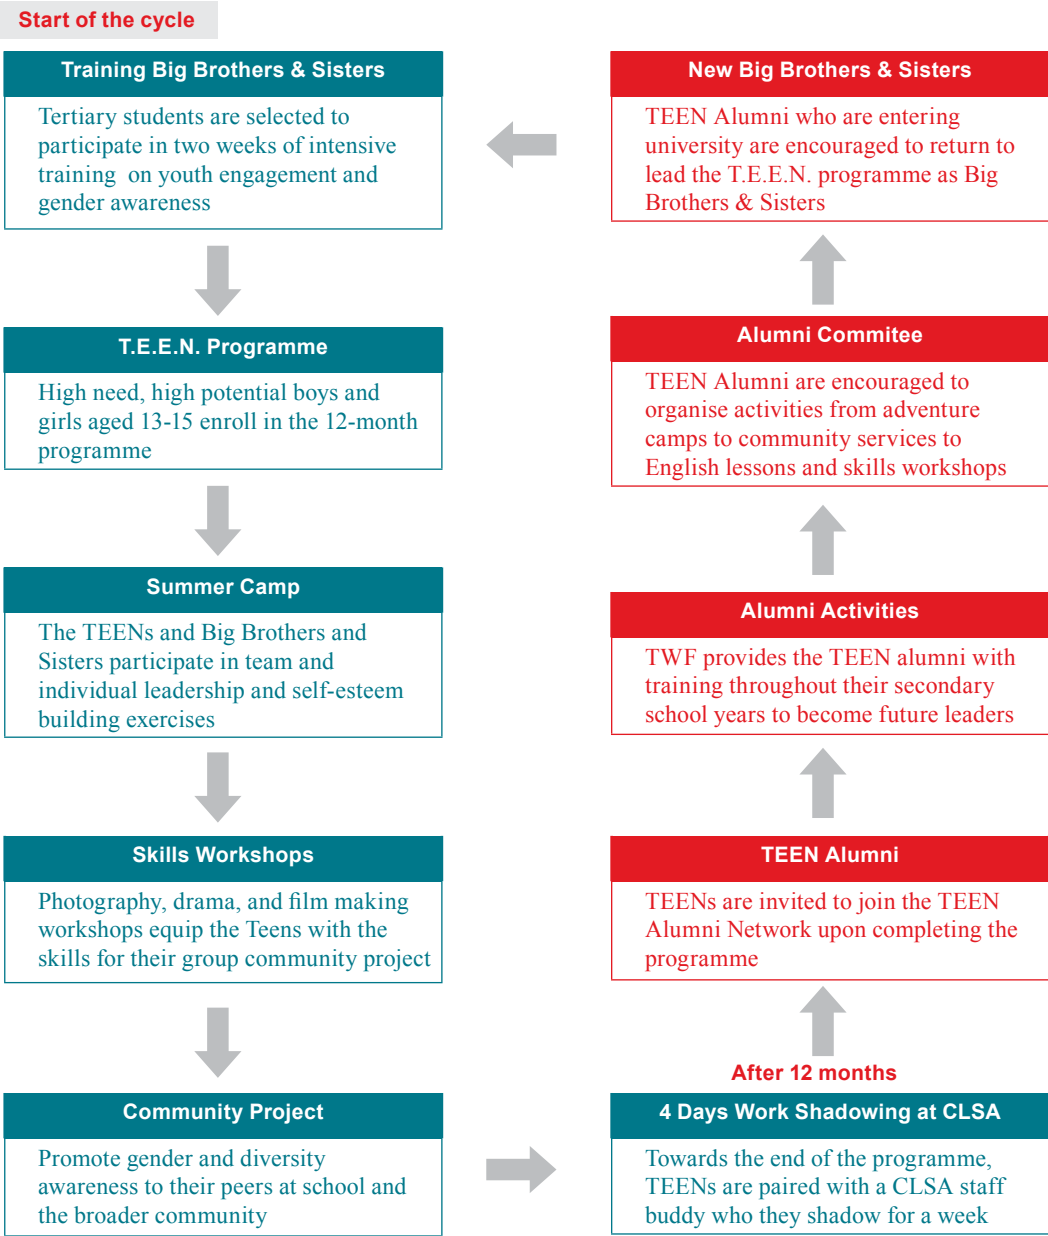 Start of the cycle
Training Big Brothers & Sisters
Tertiary students are selected to
participate in two weeks of intensive
training on youth engagement and
gender awareness
T.E.E.N. Programme
High need, high potential boys and
girls aged 13-15 enroll in the 12-month
programme
Summer Camp
The TEENs and Big Brothers and
Sisters participate in team and
individual leadership and self-esteem
building exercises
Skills Workshops
Photography, drama, and film making
workshops equip the Teens with the
skills for their group community project
Community Project
Promote gender and diversity
awareness to their peers at school and
the broader community
4 Days Work Shadowing at CLSA
Towards the end of the programme,
TEENs are paired with a CLSA staff
buddy who they shadow for a week
After 12 months
TEEN Alumni
TEENs are invited to join the TEEN
Alumni Network upon completing the
programme
Alumni Activities
TWF provides the TEEN alumni with
training throughout their secondary
school years to become future leaders
Alumni Commitee
TEEN Alumni are encouraged to
organise activities from adventure
camps to community services to
English lessons and skills workshops
New Big Brothers & Sisters
TEEN Alumni who are entering
university are encouraged to return to
lead the T.E.E.N. programme as Big
Brothers & Sisters